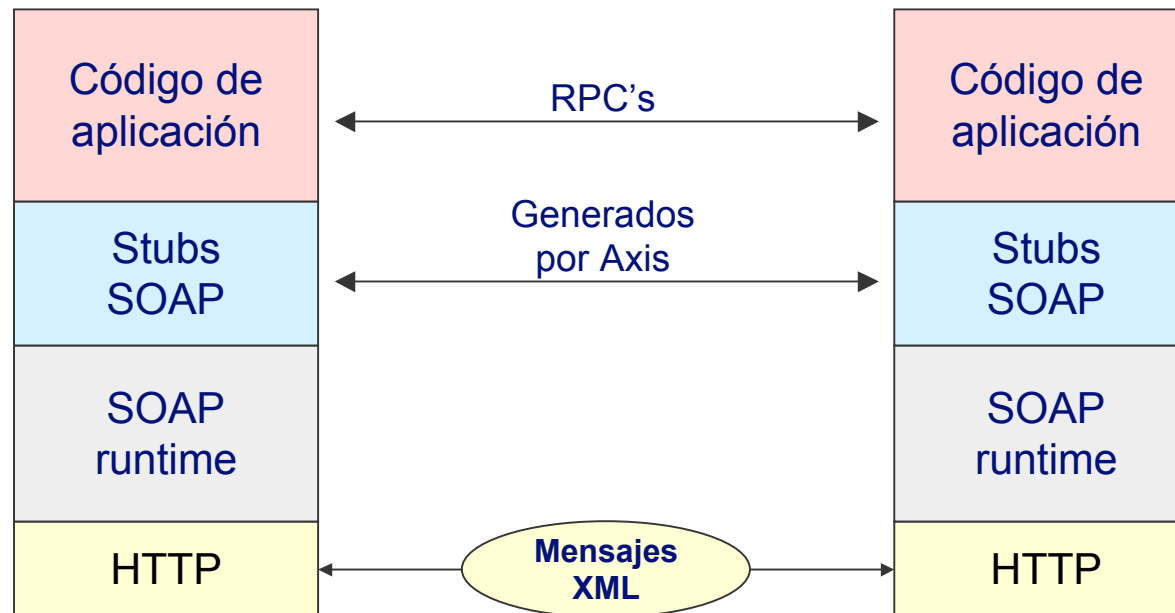 Código de
aplicación
RPC's
Código de
aplicación
Stubs
SOAP
Generados
por Axis
Stubs
SOAP
SOAP
runtime
SOAP
runtime
HTTP
Mensajes
XML
HTTP